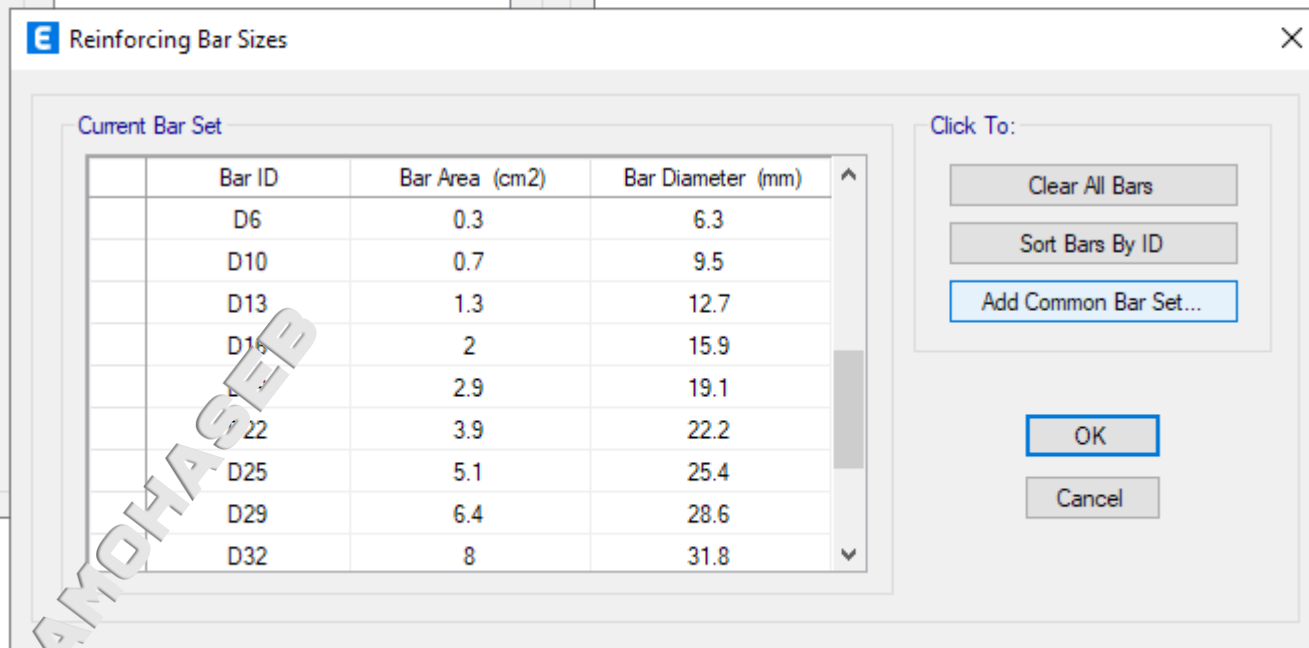 E Reinforcing Bar Sizes
Current Bar Set
Click To:
Bar ID Bar Area (cm2) Bar Diameter (mm)
D6 0.3 6.3
D10 0.7 9.5
D13 1.3 12.7
2 15.9
2.9 19.1
22 3.9 22.2
D25 5.1 25.4
D29 6.4 28.6
D32 8 31.8
Clear All Bars
Sort Bars By ID
Add Common Bar Set...
OK
Cancel
AMOHASEB